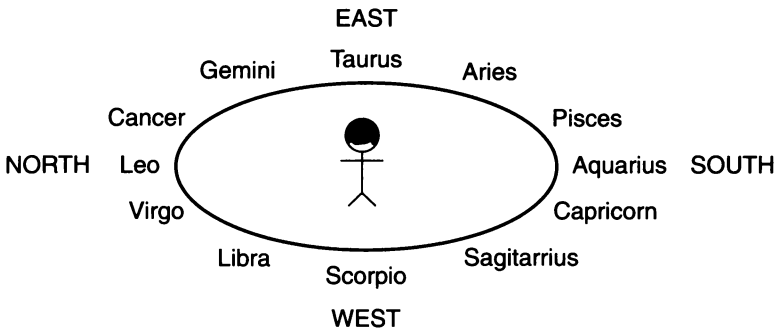 EAST
Taurus
Gemini
Aries
Cancer
Pisces
NORTH
Leo
Aquarius
SOUTH
Virgo
Capricorn
Libra
Sagitarrius
Scorpio
WEST